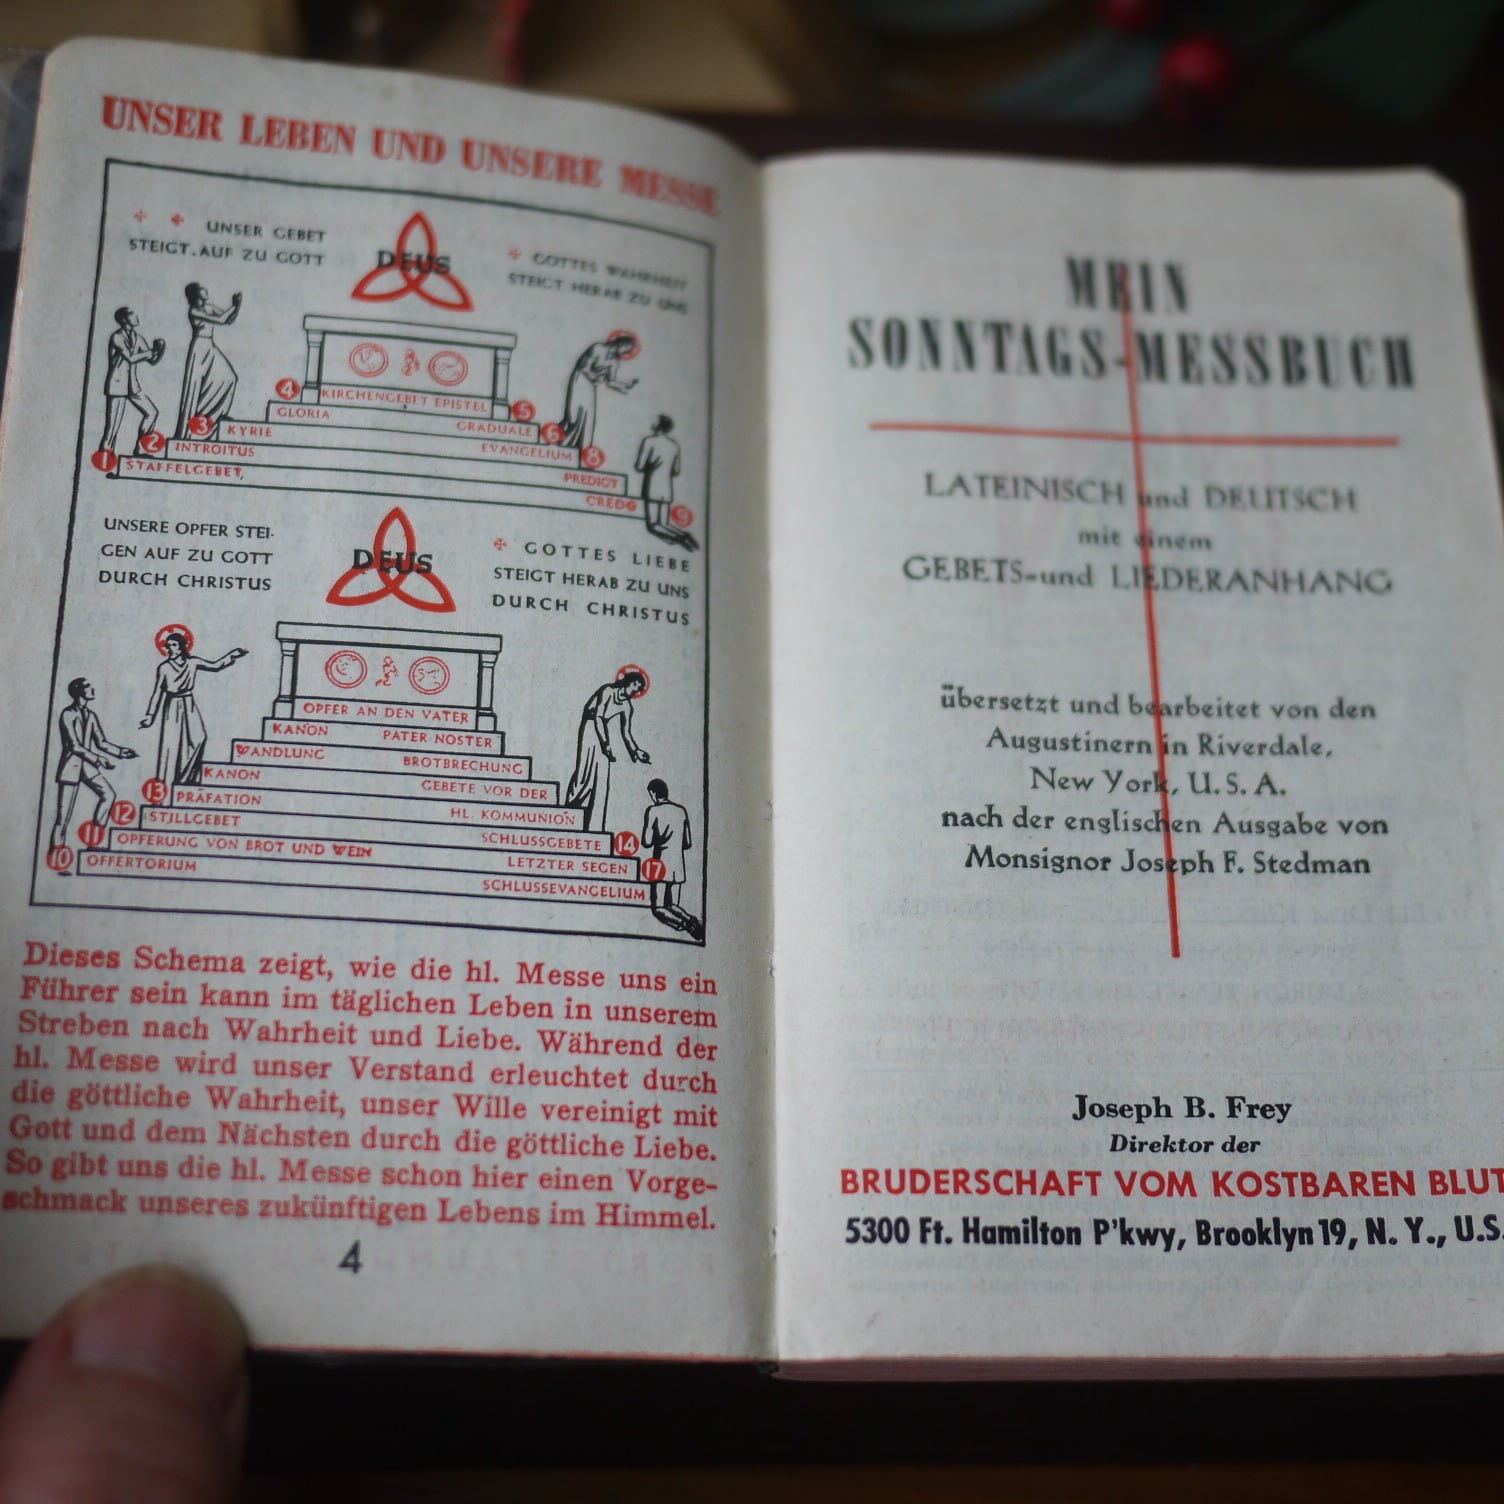 UNSER LEBEN UND UNSERE MESSE
✣ ✣ UNSER GEBET
STEIGT AUF ZU GOTT
DEUS
✣ GOTTES WAHRHEIT
STEIGT HERAB ZU UNS
4 KIRCHENGEBET EPISTEL
GLORIA GRADUALE 5
3 KYRIE EVANGELIUM 6
2 INTROITUS PREDIGT 8
1 STAFFELGEBET, CREDO 9
UNSERE OPFER STEI-
GEN AUF ZU GOTT
DURCH CHRISTUS
DEUS
✣ GOTTES LIEBE
STEIGT HERAB ZU UNS
DURCH CHRISTUS
OPFER AN DEN VATER
KANON PATER NOSTER
WANDLUNG BROTBRECHUNG
KANON GEBETE VOR DER
13 PRÄFATION HL. KOMMUNION
12 STJLLGEBET SCHLUSSGEBETE 14
11 OPFERUNG VON BROT UND WEIN LETZTER SEGEN 17
10 OFFERTORIUM SCHLUSSEVANGELIUM
Dieses Schema zeigt, wie die hl. Messe uns ein
Führer sein kann im täglichen Leben in unserem
Streben nach Wahrheit und Liebe. Während der
hl. Messe wird unser Verstand erleuchtet durch
die göttliche Wahrheit, unser Wille vereinigt mit
Gott und dem Nächsten durch die göttliche Liebe.
So gibt uns die hl. Messe schon hier einen Vorge-
schmack unseres zukünftigen Lebens im Himmel.
4
MEIN
SONNTAGS-MESSBUCH
LATEINISCH und DEUTSCH
mit einem
GEBETS-und LIEDERANHANG
übersetzt und bearbeitet von den
Augustinern in Riverdale,
New York, U. S. A.
nach der englischen Ausgabe von
Monsignor Joseph F. Stedman
Joseph B. Frey
Direktor der
BRUDERSCHAFT VOM KOSTBAREN BLUT
5300 Ft. Hamilton P'kwy, Brooklyn 19, N. Y., U.S.